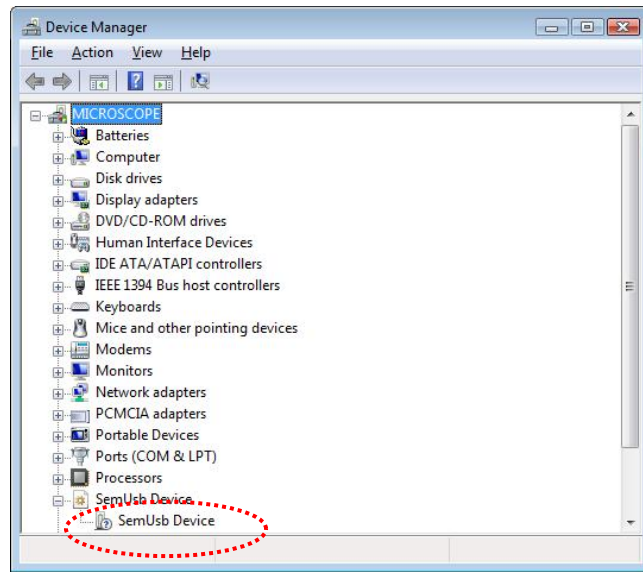 Device Manager
File Action View Help
MICROSCOPE
Batteries
Computer
Disk drives
Display adapters
DVD/CD-ROM drives
Human Interface Devices
IDE ATA/ATAPI controllers
IEEE 1394 Bus host controllers
Keyboards
Mice and other pointing devices
Modems
Monitors
Network adapters
PCMCIA adapters
Portable Devices
Ports (COM & LPT)
Processors
SemUsb Device
SemUsb Device